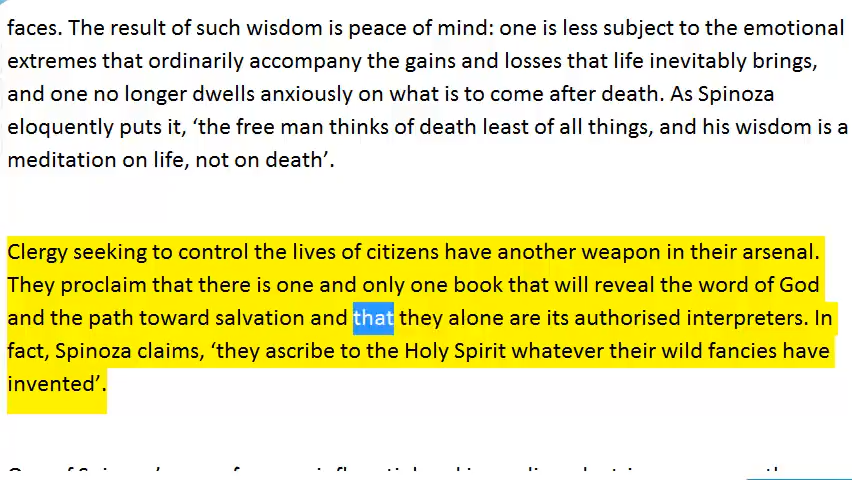 faces. The result of such wisdom is peace of mind: one is less subject to the emotional
extremes that ordinarily accompany the gains and losses that life inevitably brings,
and one no longer dwells anxiously on what is to come after death. As Spinoza
eloquently puts it, ‘the free man thinks of death least of all things, and his wisdom is a
meditation on life, not on death’.
Clergy seeking to control the lives of citizens have another weapon in their arsenal.
They proclaim that there is one and only one book that will reveal the word of God
and the path toward salvation and that they alone are its authorised interpreters. In
fact, Spinoza claims, ‘they ascribe to the Holy Spirit whatever their wild fancies have
invented’.